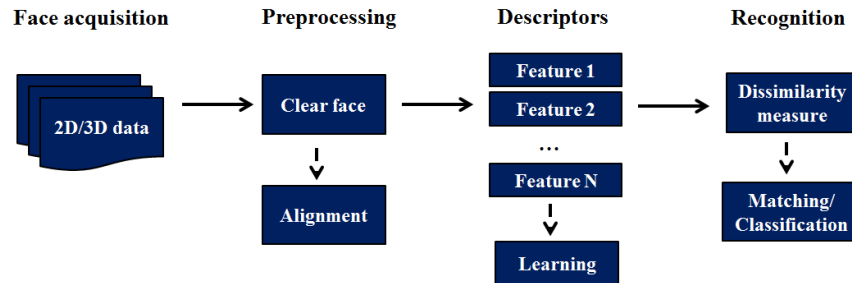 Face acquisition
Preprocessing
Descriptors
Recognition
2D/3D data
Clear face
Alignment
Feature 1
Feature 2
...
Feature N
Learning
Dissimilarity
measure
Matching/
Classification